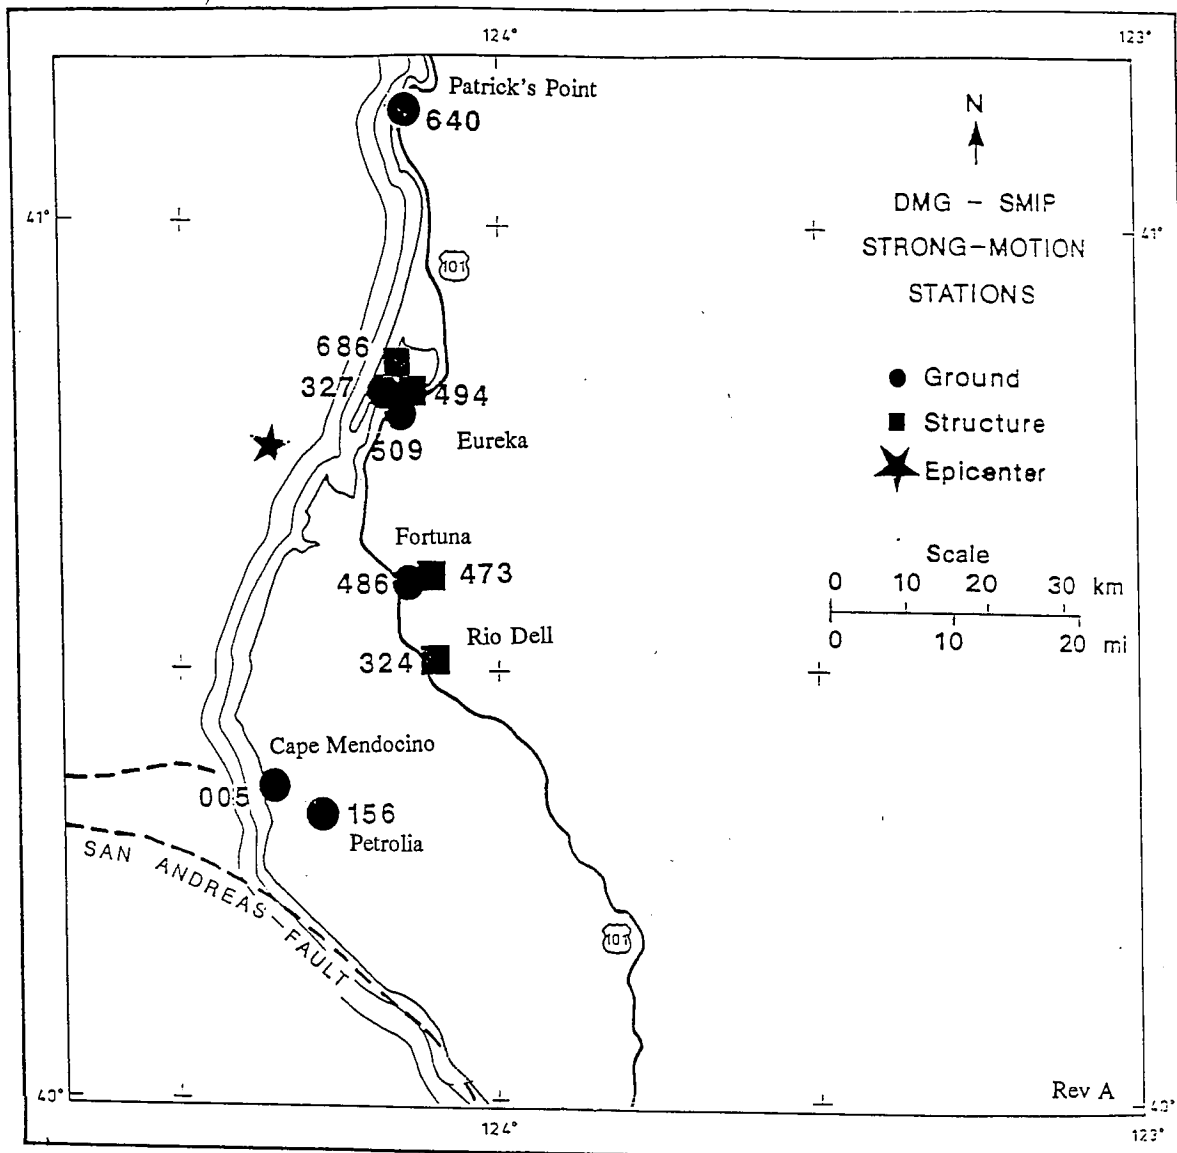 124°
123°
Patrick's Point
640
N
DMG - SMIP
STRONG-MOTION
STATIONS
41°
41°
101
686
327
494
509
Eureka
Ground
Structure
Epicenter
Fortuna
486
473
Scale
0 10 20 30 km
0 10 20 mi
Rio Dell
324
Cape Mendocino
005
156
Petrolia
SAN ANDREAS FAULT
101
Rev A
40°
40°
124°
123°